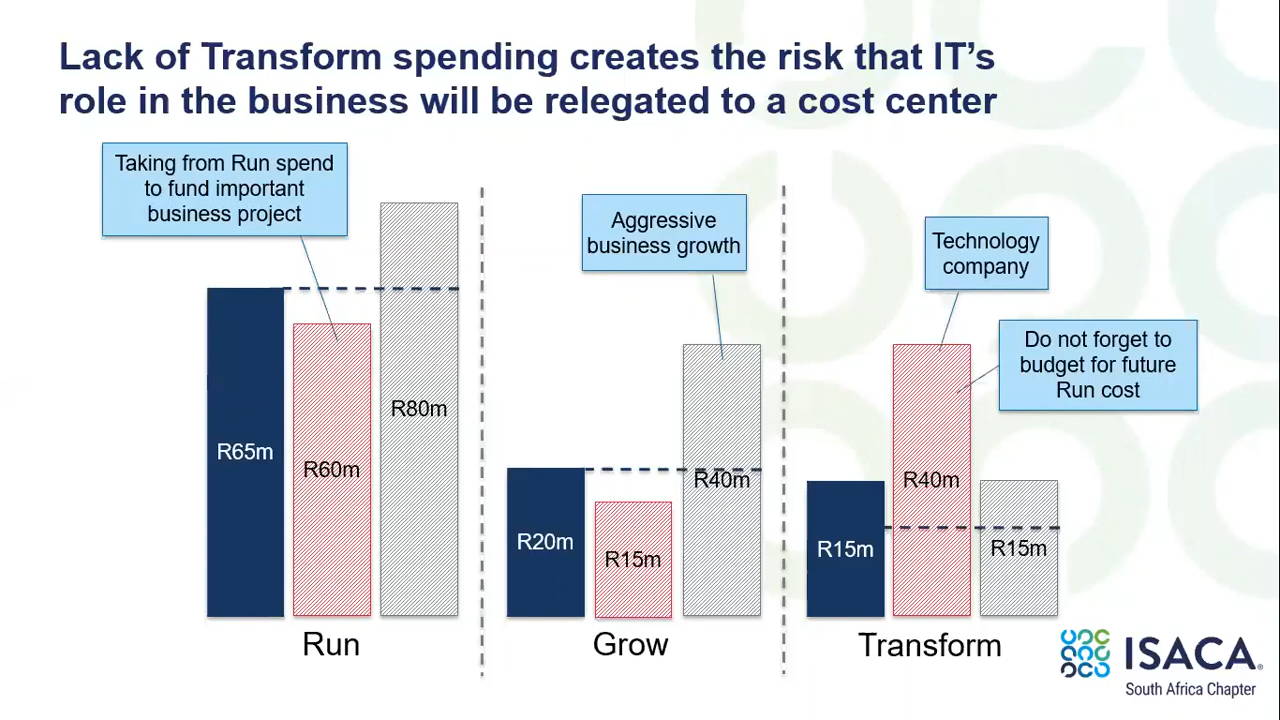 Lack of Transform spending creates the risk that IT’s
role in the business will be relegated to a cost center
Taking from Run spend
to fund important
business project
R65m
R60m
R80m
Run
Aggressive
business growth
R20m
R15m
R40m
Grow
Technology
company
Do not forget to
budget for future
Run cost
R15m
R40m
R15m
Transform
ISACA®
South Africa Chapter